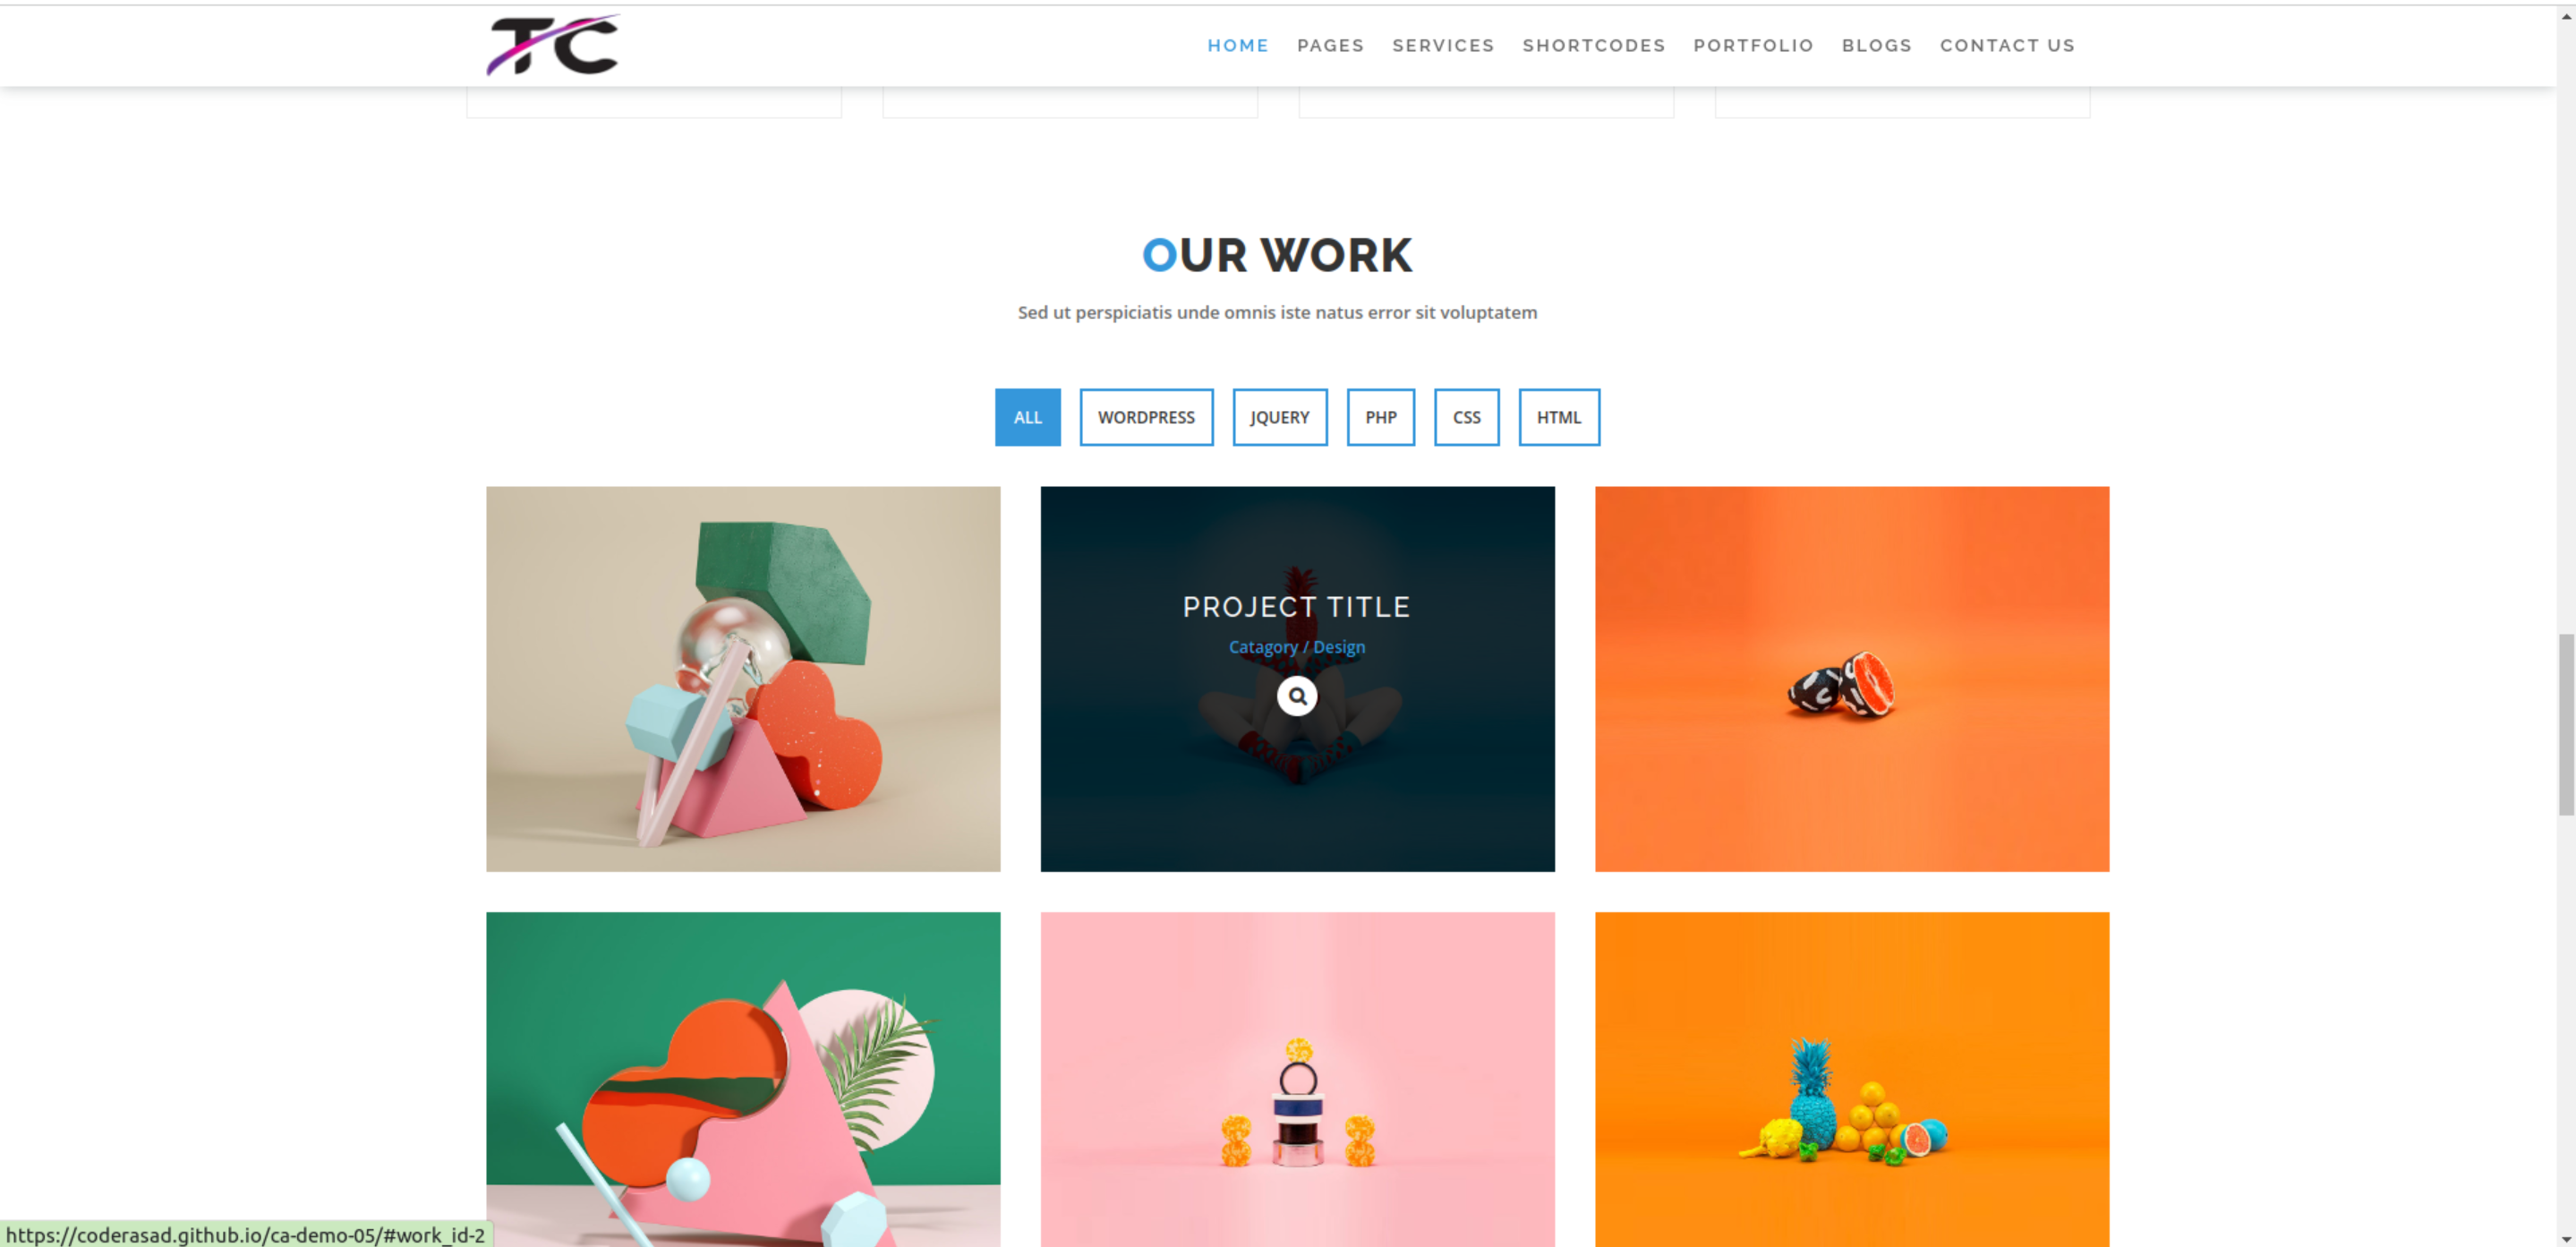 TC
HOME PAGES SERVICES SHORTCODES PORTFOLIO BLOGS CONTACT US
OUR WORK
Sed ut perspiciatis unde omnis iste natus error sit voluptatem
ALL WORDPRESS JQUERY PHP CSS HTML
PROJECT TITLE
Catagory / Design
https://coderasad.github.io/ca-demo-05/#work_id-2